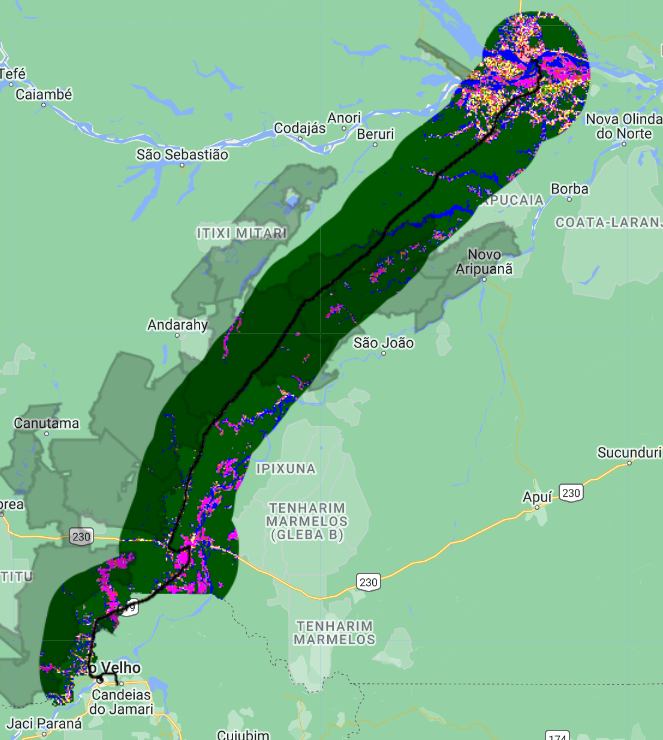 Tefé
Caiambé
Anori
Codajás
Beruri
São Sebastião
Nova Olinda
do Norte
Borba
APUCAIA
COATA-LARANJ
ITIXI MITARI
Novo
Aripuanã
Andarahy
São João
Canutama
IPIXUNA
Sucunduri
Apuí
230
TENHARIM
MARMELOS
(GLEBA B)
230
230
TITU
TENHARIM
MARMELOS
o Velho
Candeias
do Jamari
Jaci Paraná
Cujubim
174